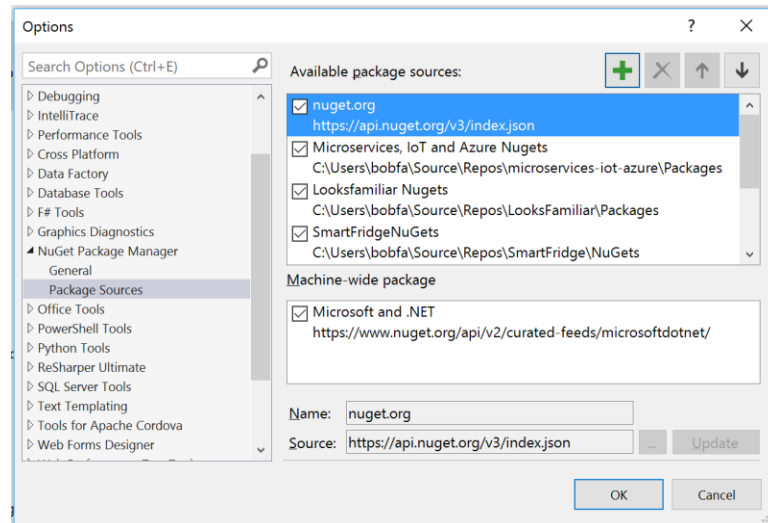 Options
? X
Search Options (Ctrl+E)
Debugging
IntelliTrace
Performance Tools
Cross Platform
Data Factory
Database Tools
F# Tools
Graphics Diagnostics
NuGet Package Manager
General
Package Sources
Office Tools
PowerShell Tools
Python Tools
ReSharper Ultimate
SQL Server Tools
Text Templating
Tools for Apache Cordova
Web Forms Designer
Available package sources:
nuget.org
https://api.nuget.org/v3/index.json
Microservices, IoT and Azure Nugets
C:\Users\bobfa\Source\Repos\microservices-iot-azure\Packages
Looksfamiliar Nugets
C:\Users\bobfa\Source\Repos\LooksFamiliar\Packages
SmartFridgeNuGets
C:\Users\bobfa\Source\Repos\SmartFridge\NuGets
Machine-wide package
Microsoft and .NET
https://www.nuget.org/api/v2/curated-feeds/microsoftdotnet/
Name: nuget.org
Source: https://api.nuget.org/v3/index.json ... Update
OK Cancel